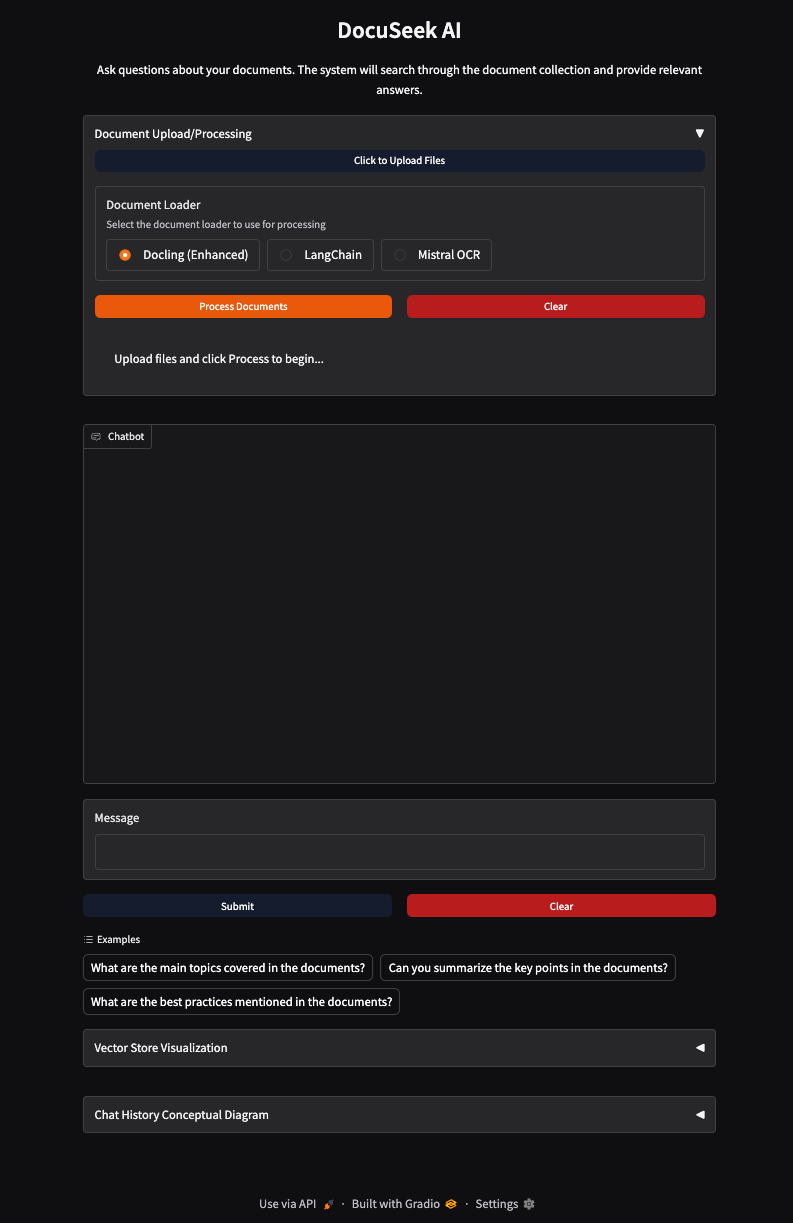 DocuSeek AI
Ask questions about your documents. The system will search through the document collection and provide relevant
answers.
Document Upload/Processing
Click to Upload Files
Document Loader
Select the document loader to use for processing
Docling (Enhanced) LangChain Mistral OCR
Process Documents Clear
Upload files and click Process to begin...
Chatbot
Message
Submit Clear
Examples
What are the main topics covered in the documents? Can you summarize the key points in the documents?
What are the best practices mentioned in the documents?
Vector Store Visualization
Chat History Conceptual Diagram
Use via API · Built with Gradio · Settings